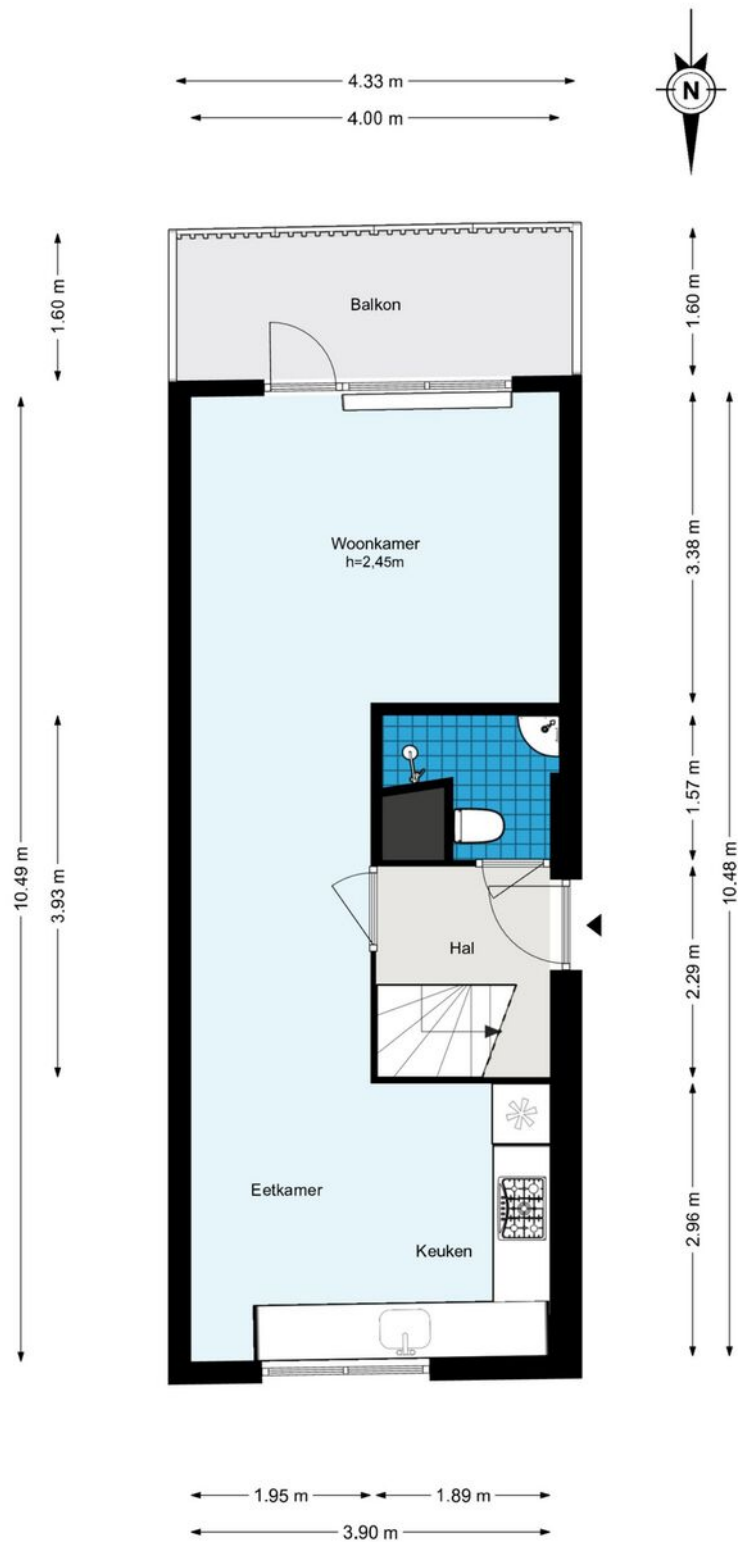 4.33 m
4.00 m
N
1.60 m
1.60 m
Balkon
Woonkamer
h=2,45m
3.38 m
1.57 m
10.49 m
3.93 m
10.48 m
Hal
2.29 m
Eetkamer
Keuken
2.96 m
1.95 m
1.89 m
3.90 m